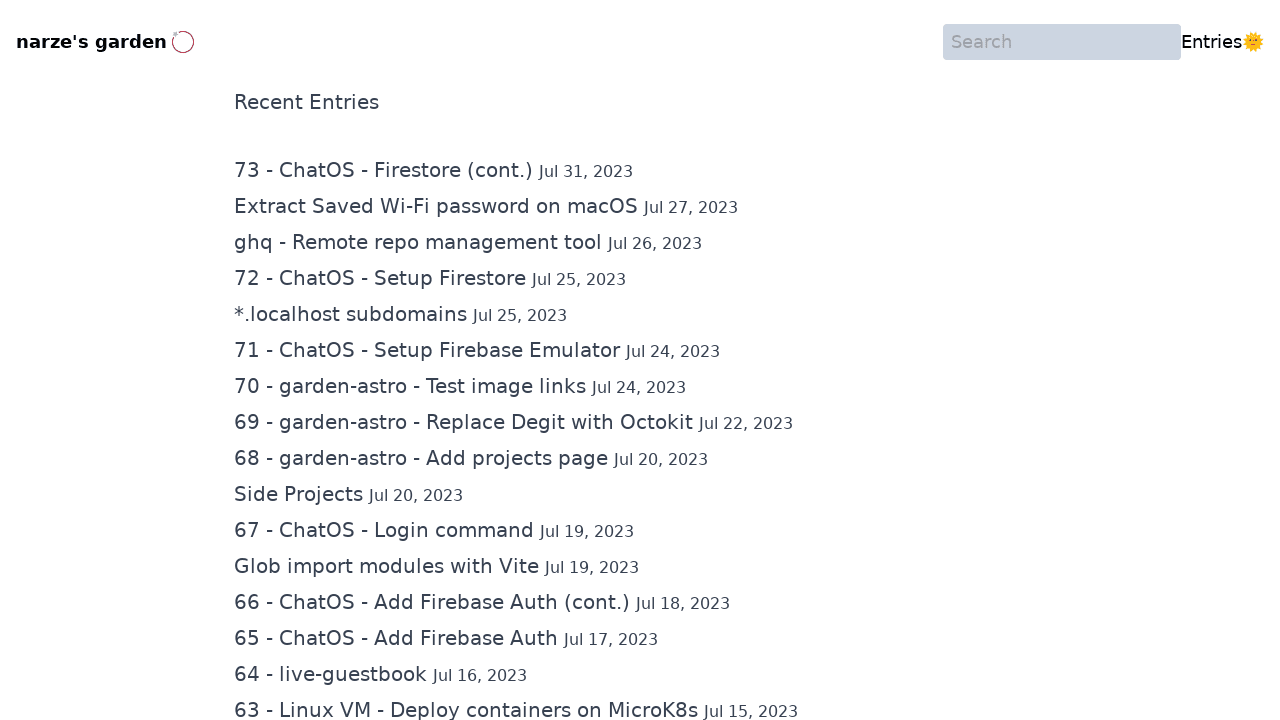 narze's garden
Search
Entries🌞
Recent Entries
73 - ChatOS - Firestore (cont.) Jul 31, 2023
Extract Saved Wi-Fi password on macOS Jul 27, 2023
ghq - Remote repo management tool Jul 26, 2023
72 - ChatOS - Setup Firestore Jul 25, 2023
*.localhost subdomains Jul 25, 2023
71 - ChatOS - Setup Firebase Emulator Jul 24, 2023
70 - garden-astro - Test image links Jul 24, 2023
69 - garden-astro - Replace Degit with Octokit Jul 22, 2023
68 - garden-astro - Add projects page Jul 20, 2023
Side Projects Jul 20, 2023
67 - ChatOS - Login command Jul 19, 2023
Glob import modules with Vite Jul 19, 2023
66 - ChatOS - Add Firebase Auth (cont.) Jul 18, 2023
65 - ChatOS - Add Firebase Auth Jul 17, 2023
64 - live-guestbook Jul 16, 2023
63 - Linux VM - Deploy containers on MicroK8s Jul 15, 2023